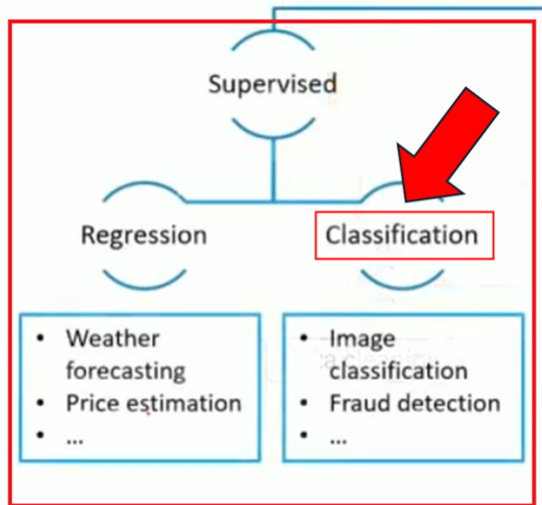 Supervised
Regression
Classification
• Weather
forecasting
• Price estimation
• ...
• Image
classification
• Fraud detection
• ...